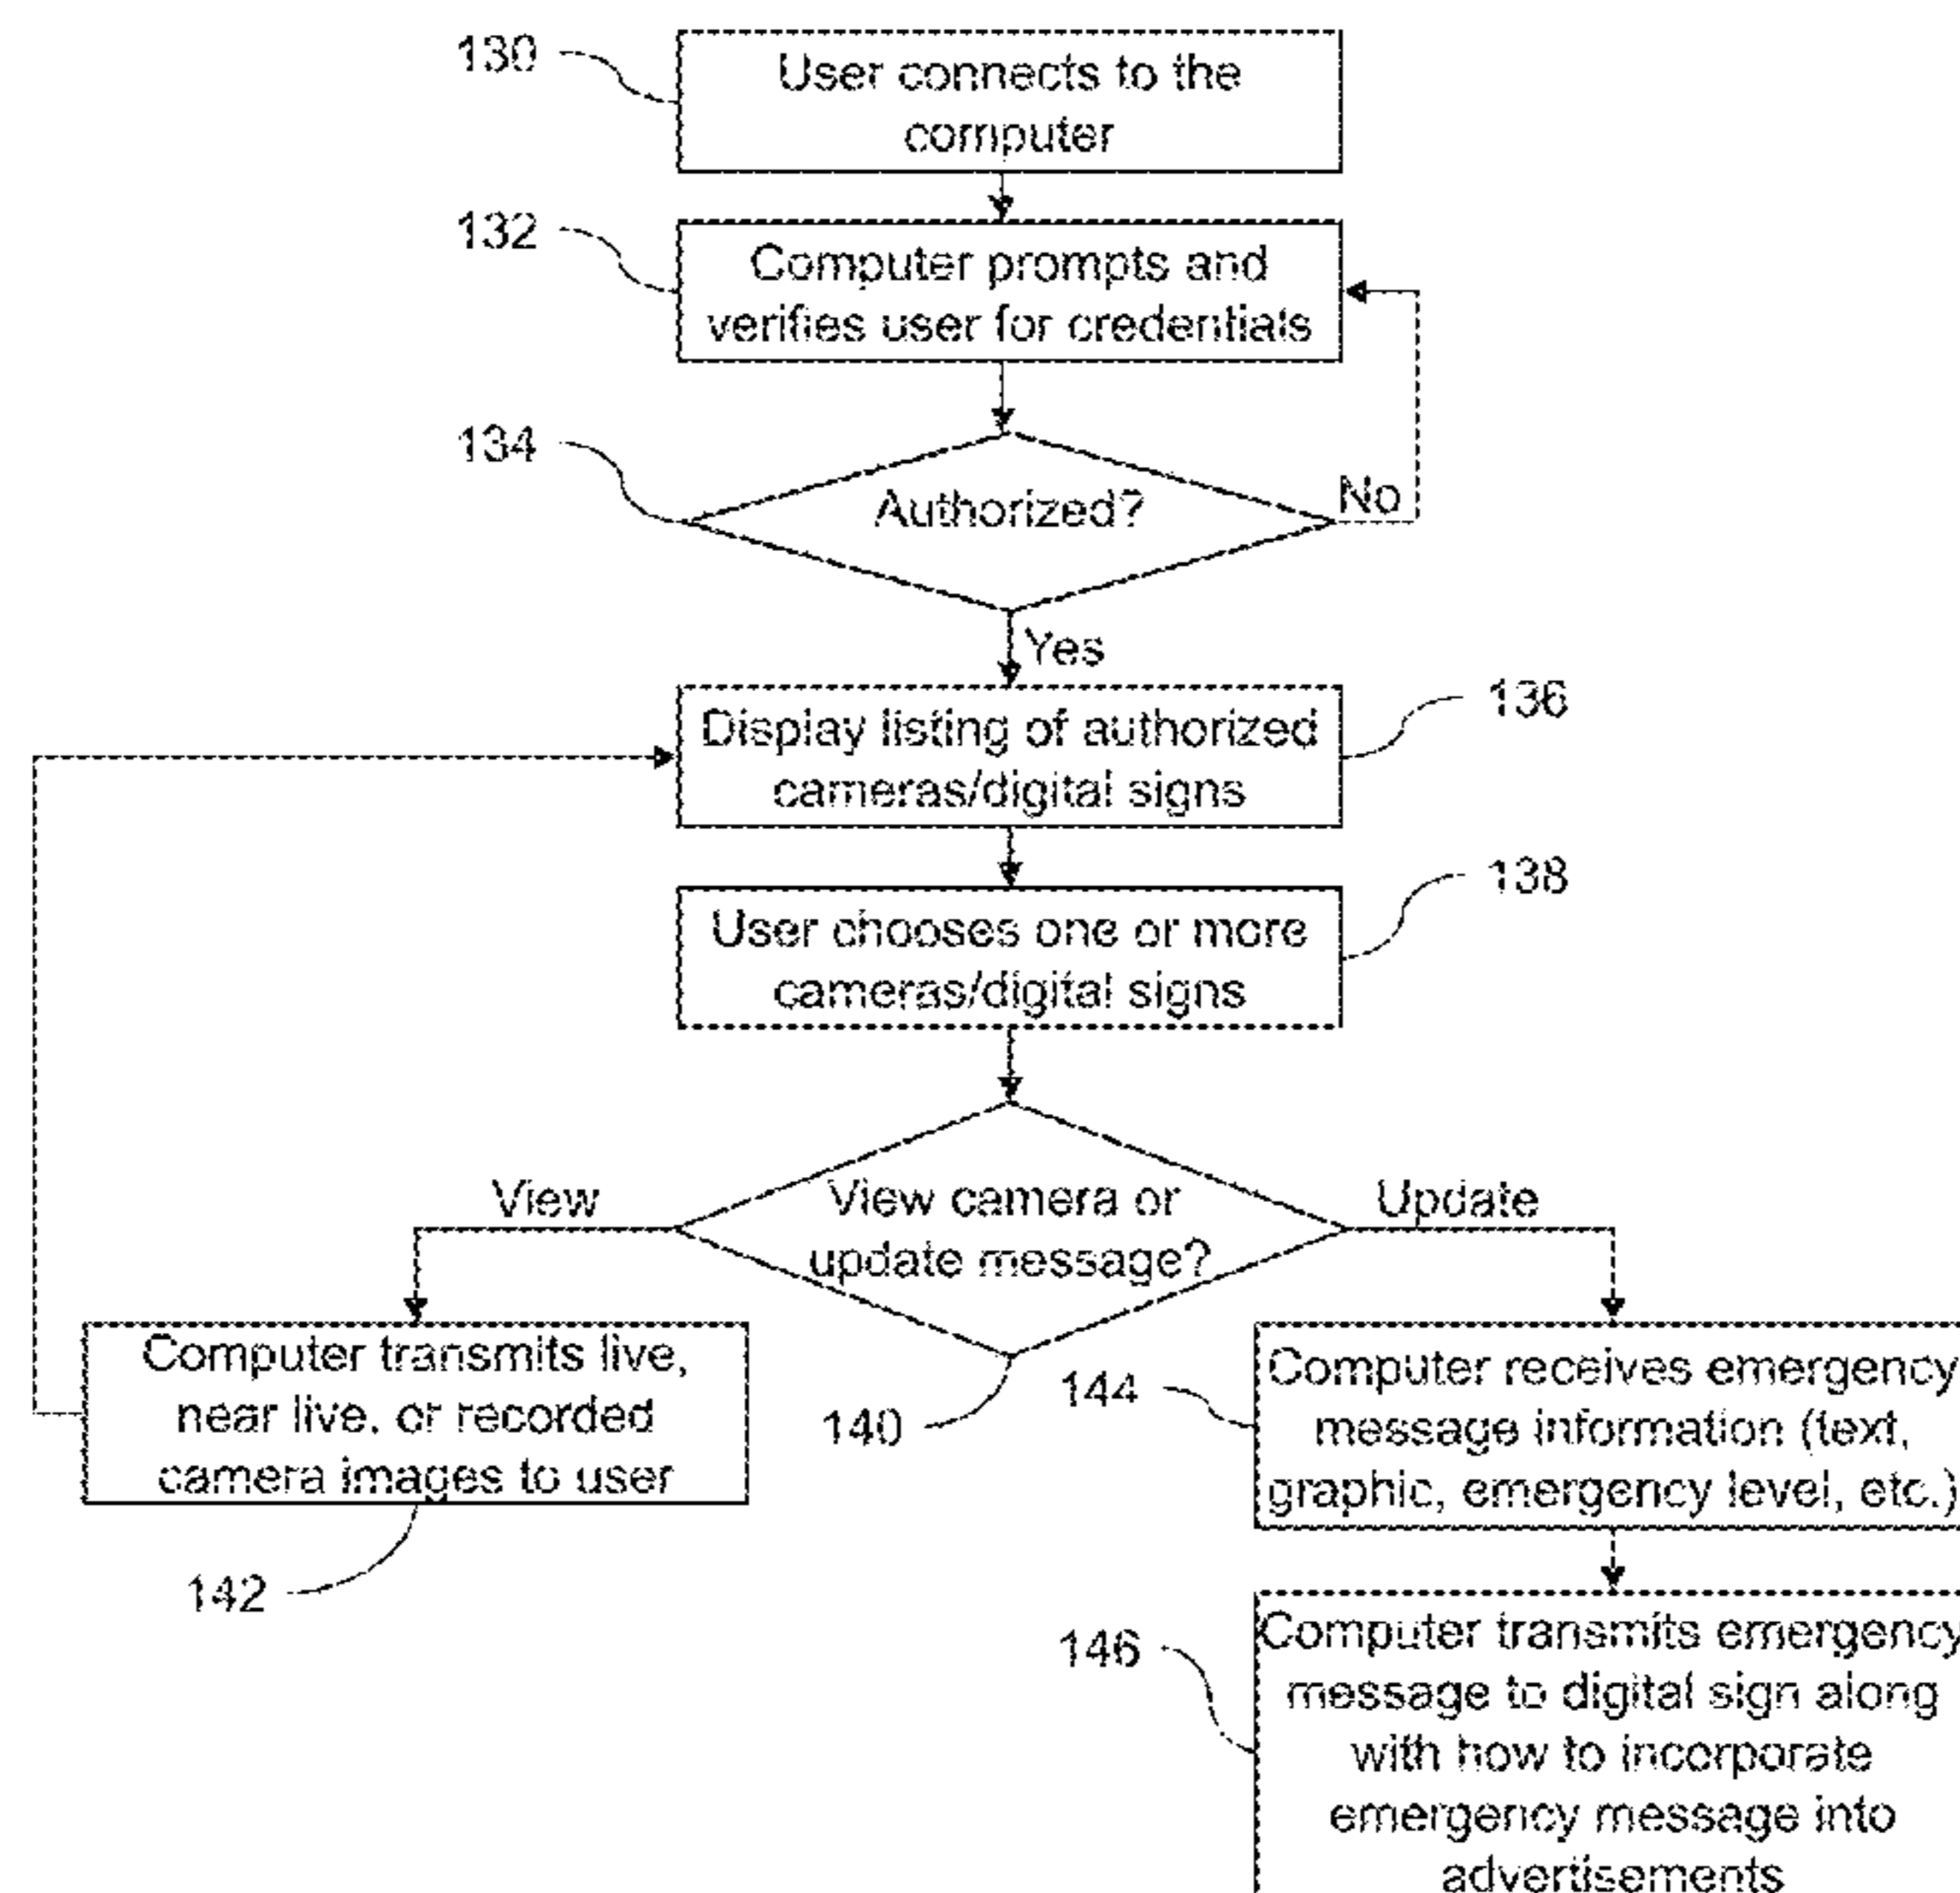 130
User connects to the
computer
132
Computer prompts and
verifies user for credentials
134
Authorized?
No
Yes
136
Display listing of authorized
cameras/digital signs
138
User chooses one or more
cameras/digital signs
View
View camera or
update message?
Update
140
Computer transmits live,
near live, or recorded
camera images to user
142
144
Computer receives emergency
message information (text,
graphic, emergency level, etc.)
146
Computer transmits emergency
message to digital sign along
with how to incorporate
emergency message into
advertisements